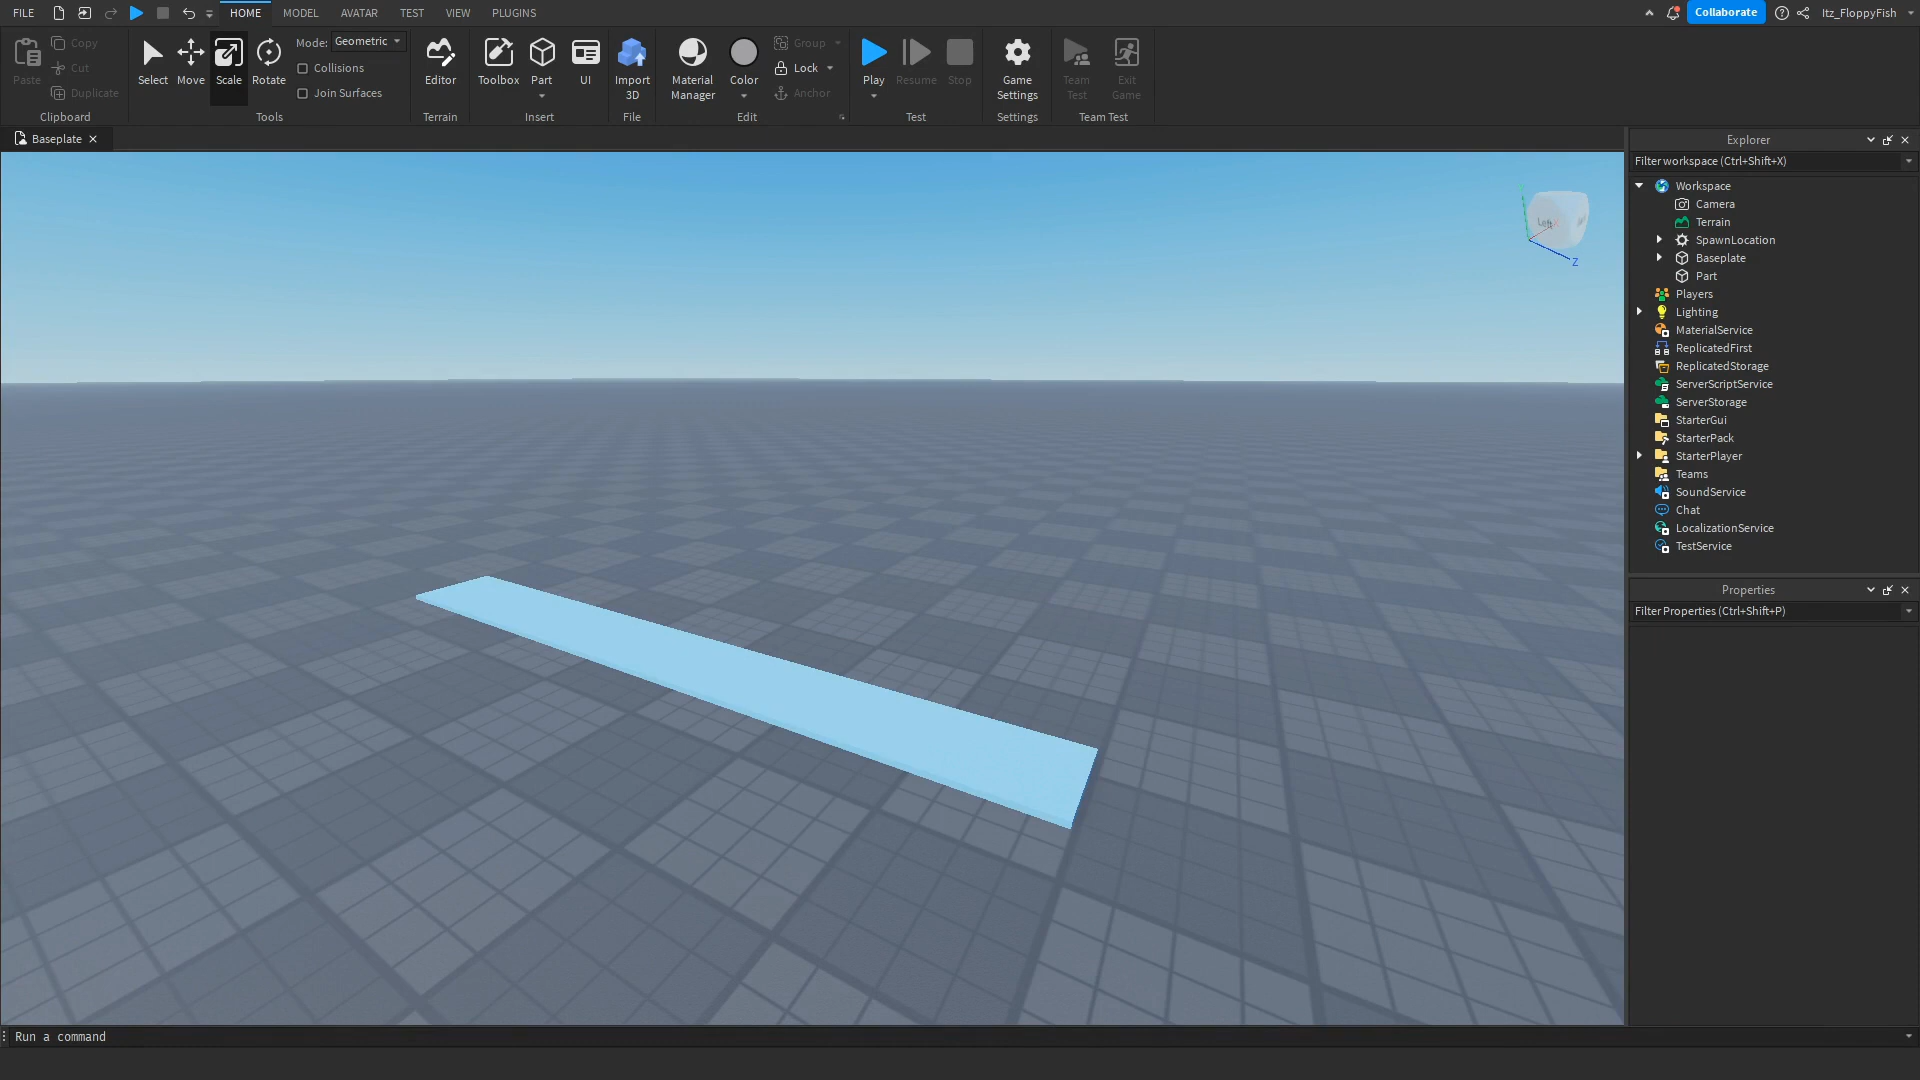 FILE
HOME
MODEL
AVATAR
TEST
VIEW
PLUGINS
Collaborate
Itz_FloppyFish
Paste
Copy
Cut
Duplicate
Clipboard
Select
Move
Scale
Rotate
Mode: Geometric
Collisions
Join Surfaces
Tools
Editor
Terrain
Toolbox
Part
UI
Insert
Import
3D
File
Material
Manager
Color
Group
Lock
Anchor
Edit
Play
Resume
Stop
Test
Game
Settings
Settings
Team
Test
Exit
Game
Team Test
Baseplate
Explorer
Filter workspace (Ctrl+Shift+X)
Workspace
Camera
Terrain
SpawnLocation
Baseplate
Part
Players
Lighting
MaterialService
ReplicatedFirst
ReplicatedStorage
ServerScriptService
ServerStorage
StarterGui
StarterPack
StarterPlayer
Teams
SoundService
Chat
LocalizationService
TestService
Properties
Filter Properties (Ctrl+Shift+P)
Left
Z
Run a command